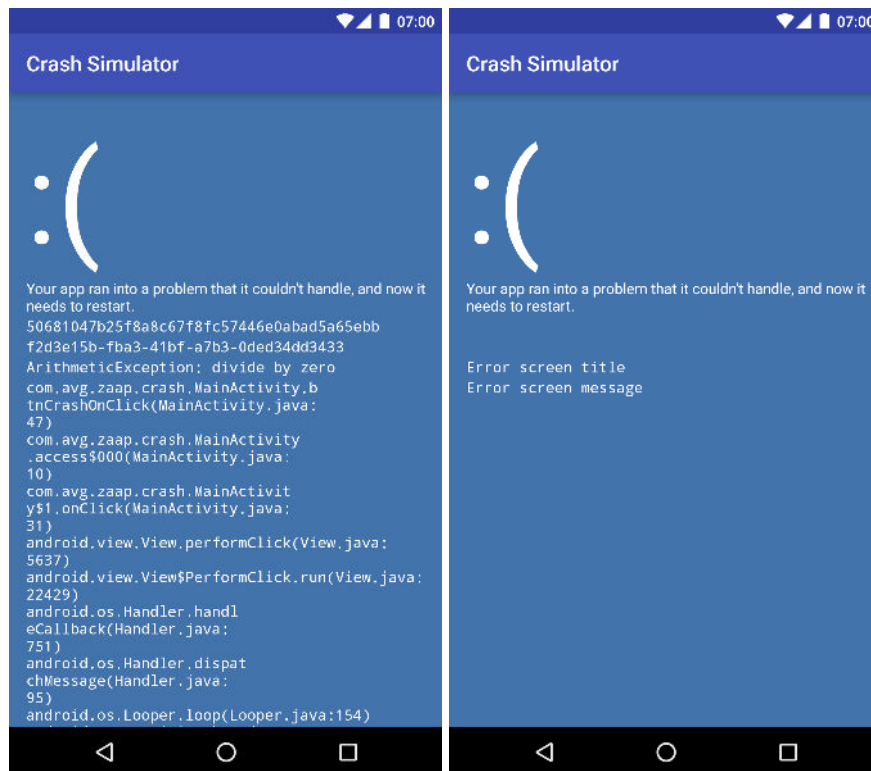 07:00
Crash Simulator
:(
Your app ran into a problem that it couldn't handle, and now it
needs to restart.
50681047b25f8a8c67f8fc57446e0abad5a65ebb
f2d3e15b-fba3-41bf-a7b3-0ded34dd3433
ArithmeticException: divide by zero
com.avg.zaap.crash.MainActivity.b
tnCrashOnClick(MainActivity.java:
47)
com.avg.zaap.crash.MainActivity
.access$000(MainActivity.java:
10)
com.avg.zaap.crash.MainActivit
y$1.onClick(MainActivity.java:
31)
android.view.View.performClick(View.java:
5637)
android.view.View$PerformClick.run(View.java:
22429)
android.os.Handler.handl
eCallback(Handler.java:
751)
android.os.Handler.dispat
chMessage(Handler.java:
95)
android.os.Looper.loop(Looper.java:154)
07:00
Crash Simulator
:(
Your app ran into a problem that it couldn't handle, and now it
needs to restart.
Error screen title
Error screen message